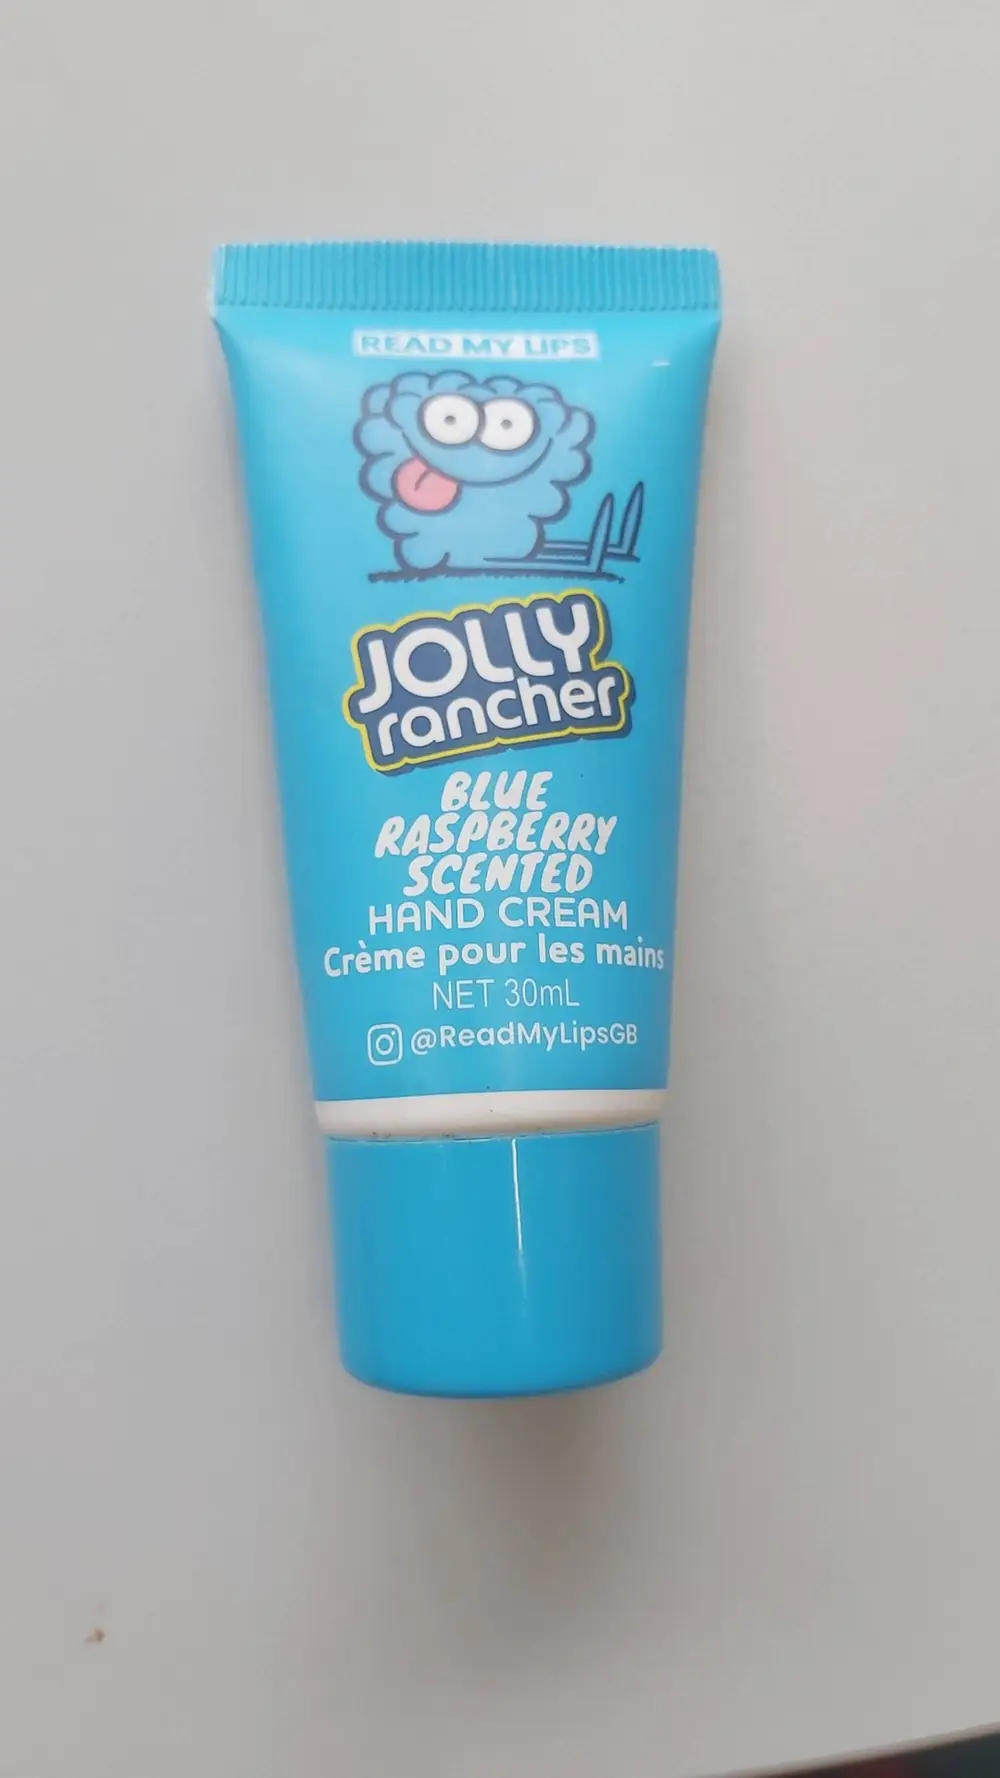 READ MY LIPS
JOLLY
rancher
BLUE
RASPBERRY
SCENTED
HAND CREAM
Crème pour les mains
NET 30mL
@ReadMyLipsGB